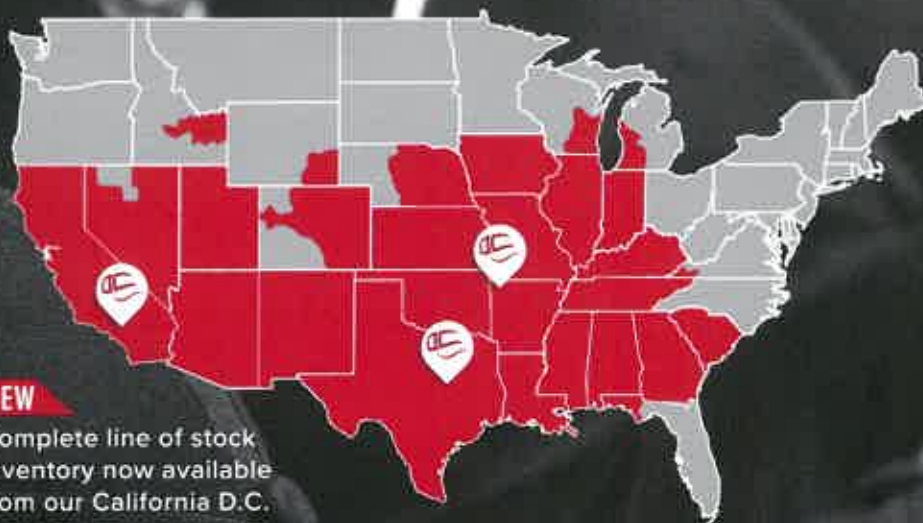 EW
omplete line of stock
ventory now available
om our California D.C.